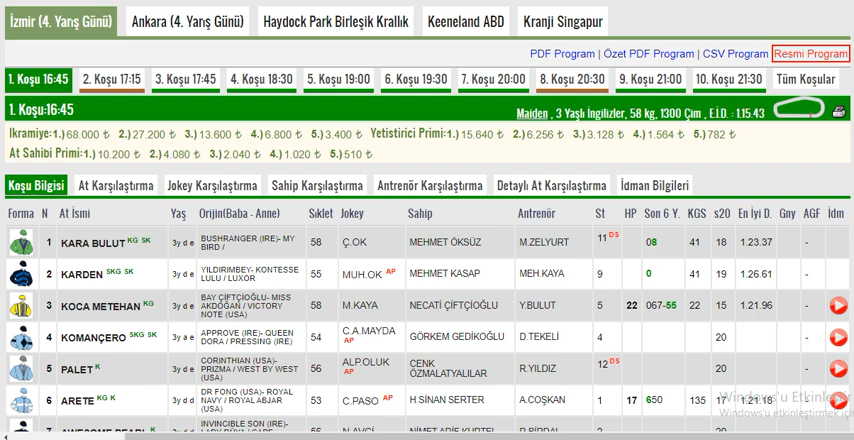 İzmir (4. Yarış Günü) Ankara (4. Yarış Günü) Haydock Park Birleşik Krallık Keeneland ABD Kranji Singapur
PDF Program | Özet PDF Program | CSV Program Resmi Program
1. Koşu 16:45 2. Koşu 17:15 3. Koşu 17:45 4. Koşu 18:30 5. Koşu 19:00 6. Koşu 19:30 7. Koşu 20:00 8. Koşu 20:30 9. Koşu 21:00 10. Koşu 21:30 Tüm Koşular
1. Koşu:16:45
Maiden , 3 Yaşlı İngilizler, 58 kg, 1300 Çim , E.İ.D. : 1.15.43
Ikramiye:1.)68.000 ₺ 2.)27.200 ₺ 3.)13.600 ₺ 4.)6.800 ₺ 5.)3.400 ₺ Yetistirici Primi:1.)15.640 ₺ 2.)6.256 ₺ 3.)3.128 ₺ 4.)1.564 ₺ 5.)782 ₺
At Sahibi Primi:1.)10.200 ₺ 2.)4.080 ₺ 3.)2.040 ₺ 4.)1.020 ₺ 5.)510 ₺
Koşu Bilgisi At Karşılaştırma Jokey Karşılaştırma Sahip Karşılaştırma Antrenör Karşılaştırma Detaylı At Karşılaştırma İdman Bilgileri
Forma N At İsmi Yaş Orijin(Baba - Anne) Sıklet Jokey Sahip Antrenör St HP Son 6 Y. KGS s20 En İyi D. Gny AGF İdm
1 KARA BULUT KG SK 3y d e BUSHRANGER (IRE)- MY BIRD / 58 Ç.OK MEHMET ÖKSÜZ M.ZELYURT 11 DS 08 41 18 1.23.37 -
2 KARDEN SKG SK 3y d e YILDIRIMBEY- KONTESSE LULU / LUXOR 55 MUH.OK AP MEHMET KASAP MEH.KAYA 9 0 41 19 1.26.61 -
3 KOCA METEHAN KG 3y d e BAY ÇİFTÇİOĞLU- MISS AKDOĞAN / VICTORY NOTE (USA) 58 M.KAYA NECATİ ÇİFTÇİOĞLU Y.BULUT 5 22 067-55 22 15 1.21.96 -
4 KOMANÇERO SKG SK 3y a e APPROVE (IRE)- QUEEN DORA / PRESSING (IRE) 54 C.A.MAYDA AP GÖRKEM GEDİKOĞLU D.TEKELİ 4 20 -
5 PALET K 3y d e CORINTHIAN (USA)- PRIZMA / WEST BY WEST (USA) 56 ALP.OLUK AP CENK ÖZMALATYALILAR R.YILDIZ 12 DS 20 -
6 ARETE KG K 3y d d DR FONG (USA)- ROYAL NAVY / ROYAL ABJAR (USA) 53 C.PASO AP H.SİNAN SERTER A.COŞKAN 1 17 650 135 17 1.21.18 -
7 AWESOME PEARL K INVINCIBLE SON (IRE)-
Windows'u Etkinleştir
Windows'u etkinleştirmek için